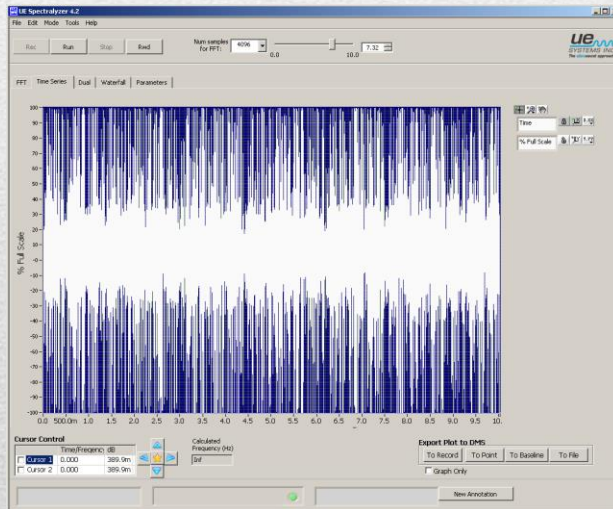 UE Spectralyzer 4.2
File Edit Mode Tools Help
Rec Run Stop Rwd
Num samples for FFT: 4096
0.0 10.0 7.32
ue
SYSTEMS INC
The ultrasound approach
FFT Time Series Dual Waterfall Parameters
100
90
80
70
60
50
40
30
20
10
-0
-10
-20
-30
-40
-50
-60
-70
-80
-90
-100
% Full Scale
0.0 500.0m 1.0 1.5 2.0 2.5 3.0 3.5 4.0 4.5 5.0 5.5 6.0 6.5 7.0 7.5 8.0 8.5 9.0 9.5 10.
Time
% Full Scale
Cursor Control
Time/Freqency dB
Cursor 1 0.000 389.9m
Cursor 2 0.000 389.9m
Calculated
Frequency (Hz)
Inf
Export Plot to DMS
To Record To Point To Baseline To File
Graph Only
New Annotation